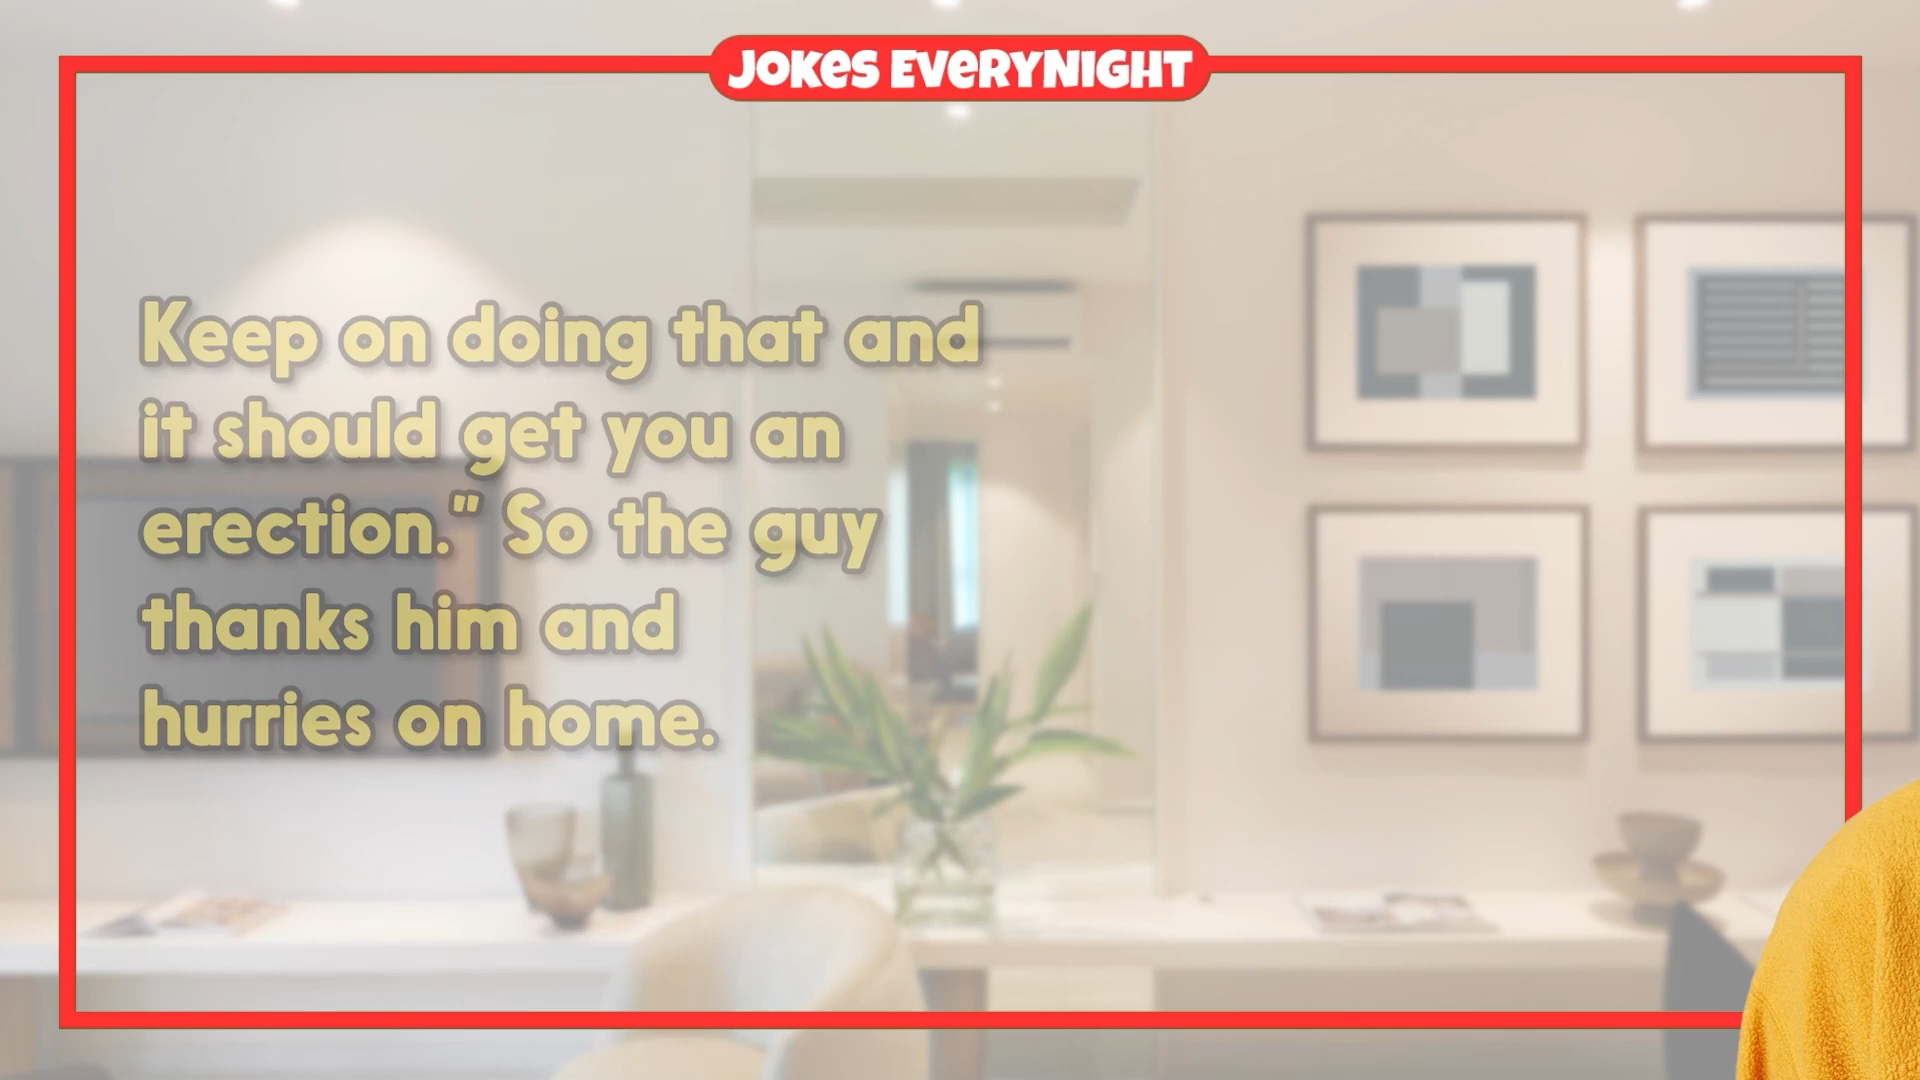 JOKES EVERYNIGHT
Keep on doing that and
it should get you an
erection." So the guy
thanks him and
hurries on home.